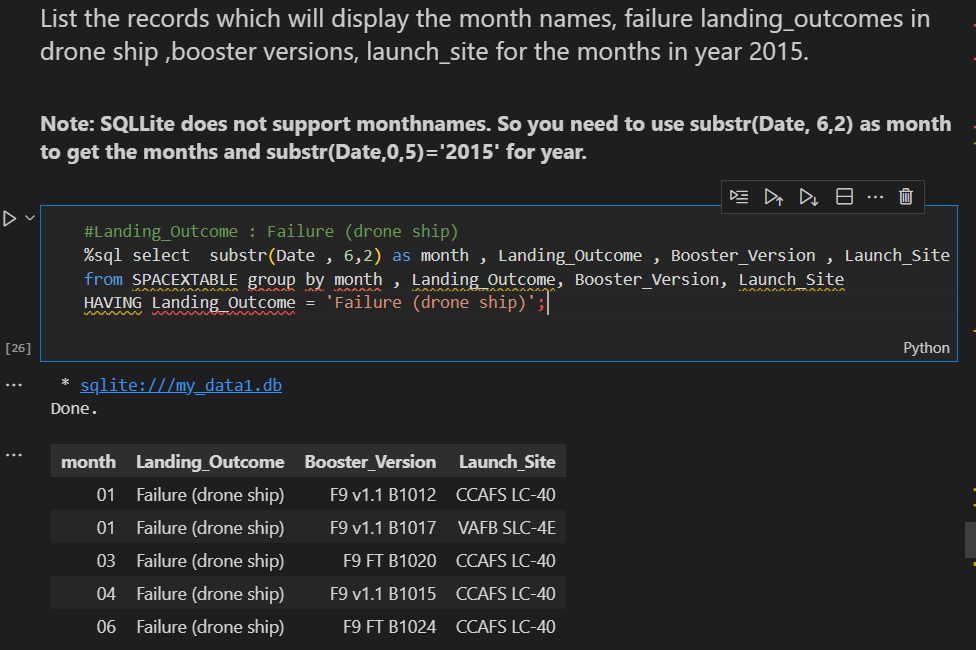 List the records which will display the month names, failure landing_outcomes in
drone ship ,booster versions, launch_site for the months in year 2015.
Note: SQLLite does not support monthnames. So you need to use substr(Date, 6,2) as month
to get the months and substr(Date,0,5)='2015' for year.
#Landing_Outcome : Failure (drone ship)
%sql select  substr(Date , 6,2) as month , Landing_Outcome , Booster_Version , Launch_Site
from SPACEXTABLE group by month , Landing_Outcome, Booster_Version, Launch_Site
HAVING Landing_Outcome = 'Failure (drone ship)';
[26] Python
* sqlite:///my_data1.db
Done.
month Landing_Outcome Booster_Version Launch_Site
01 Failure (drone ship) F9 v1.1 B1012 CCAFS LC-40
01 Failure (drone ship) F9 v1.1 B1017 VAFB SLC-4E
03 Failure (drone ship) F9 FT B1020 CCAFS LC-40
04 Failure (drone ship) F9 v1.1 B1015 CCAFS LC-40
06 Failure (drone ship) F9 FT B1024 CCAFS LC-40